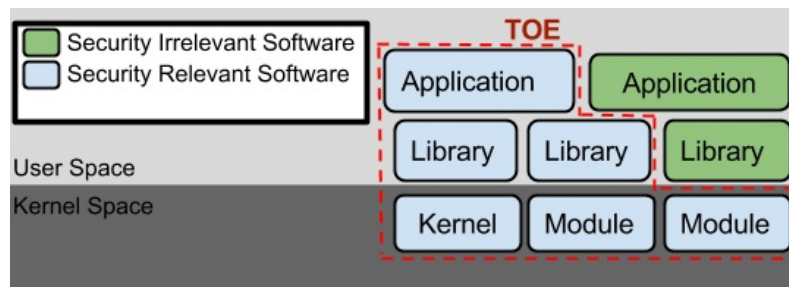 Security Irrelevant Software
Security Relevant Software
TOE
Application
Application
Library
Library
Library
User Space
Kernel Space
Kernel
Module
Module